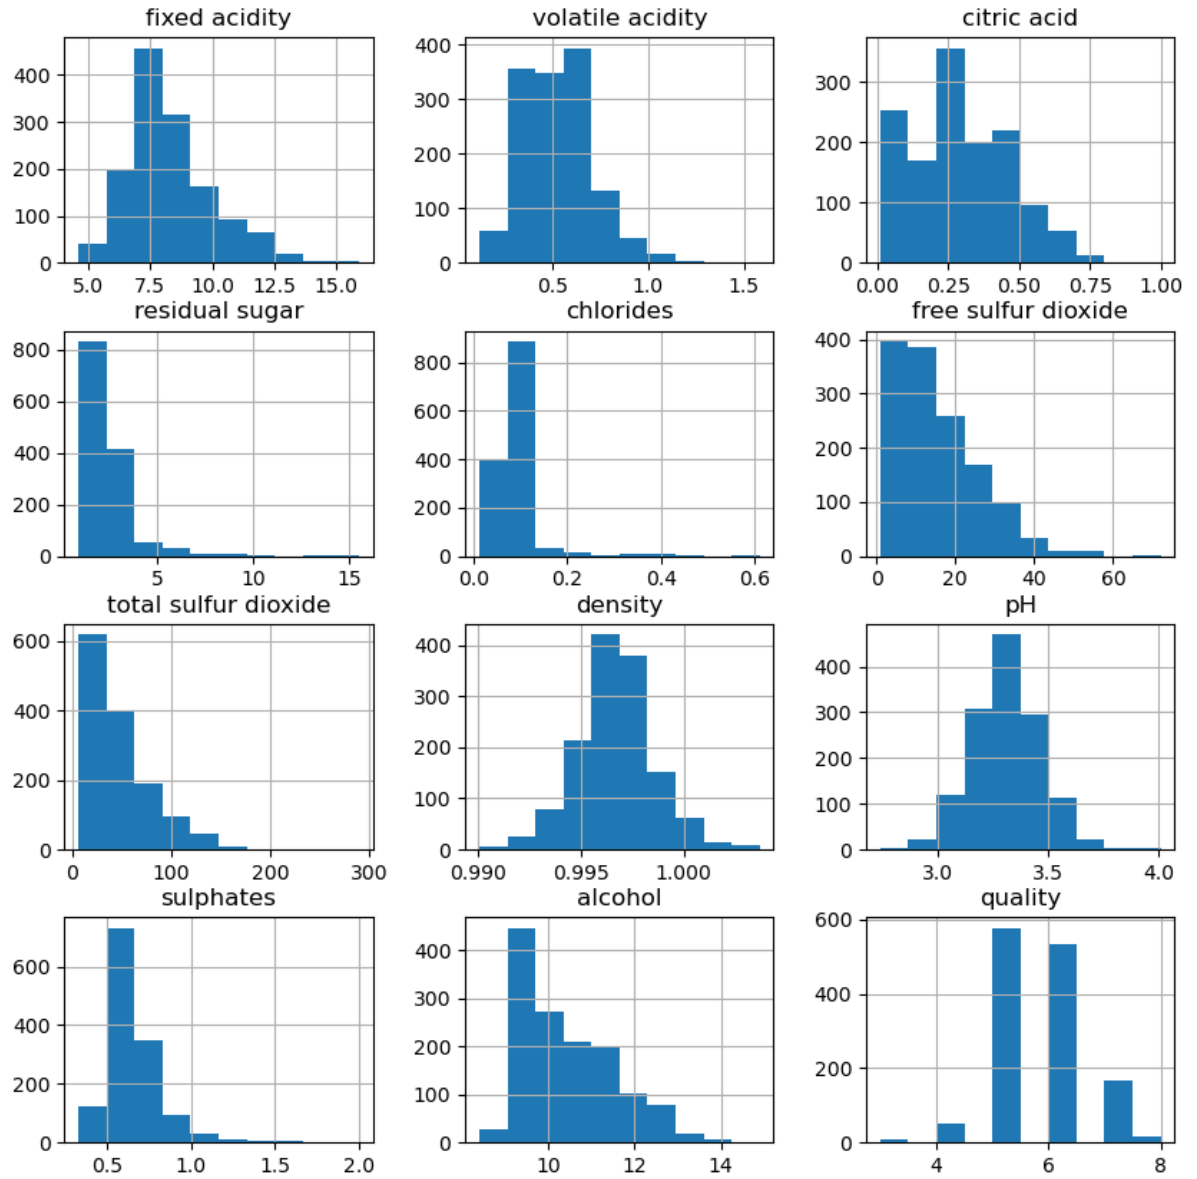 fixed acidity
400
300
200
100
0
5.0 7.5 10.0 12.5 15.0
volatile acidity
400
300
200
100
0
0.5 1.0 1.5
citric acid
300
200
100
0
0.00 0.25 0.50 0.75 1.00
residual sugar
800
600
400
200
0
5 10 15
chlorides
800
600
400
200
0
0.0 0.2 0.4 0.6
free sulfur dioxide
400
300
200
100
0
0 20 40 60
total sulfur dioxide
600
400
200
0
0 100 200 300
density
400
300
200
100
0
0.990 0.995 1.000
pH
400
300
200
100
0
3.0 3.5 4.0
sulphates
600
400
200
0
0.5 1.0 1.5 2.0
alcohol
400
300
200
100
0
10 12 14
quality
600
400
200
0
4 6 8